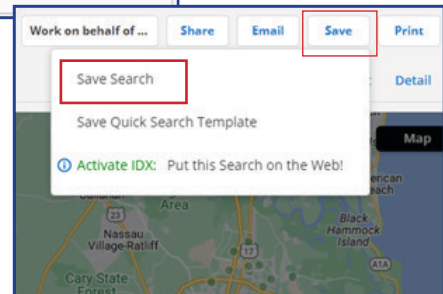 Work on behalf of ... Share Email Save Print
Save Search
Detail
Save Quick Search Template
Map
Activate IDX: Put this Search on the Web!
Area
23
Nassau
Village-Ratliff
Black
Hammock
Island
17
A1A
Cary State
Forest